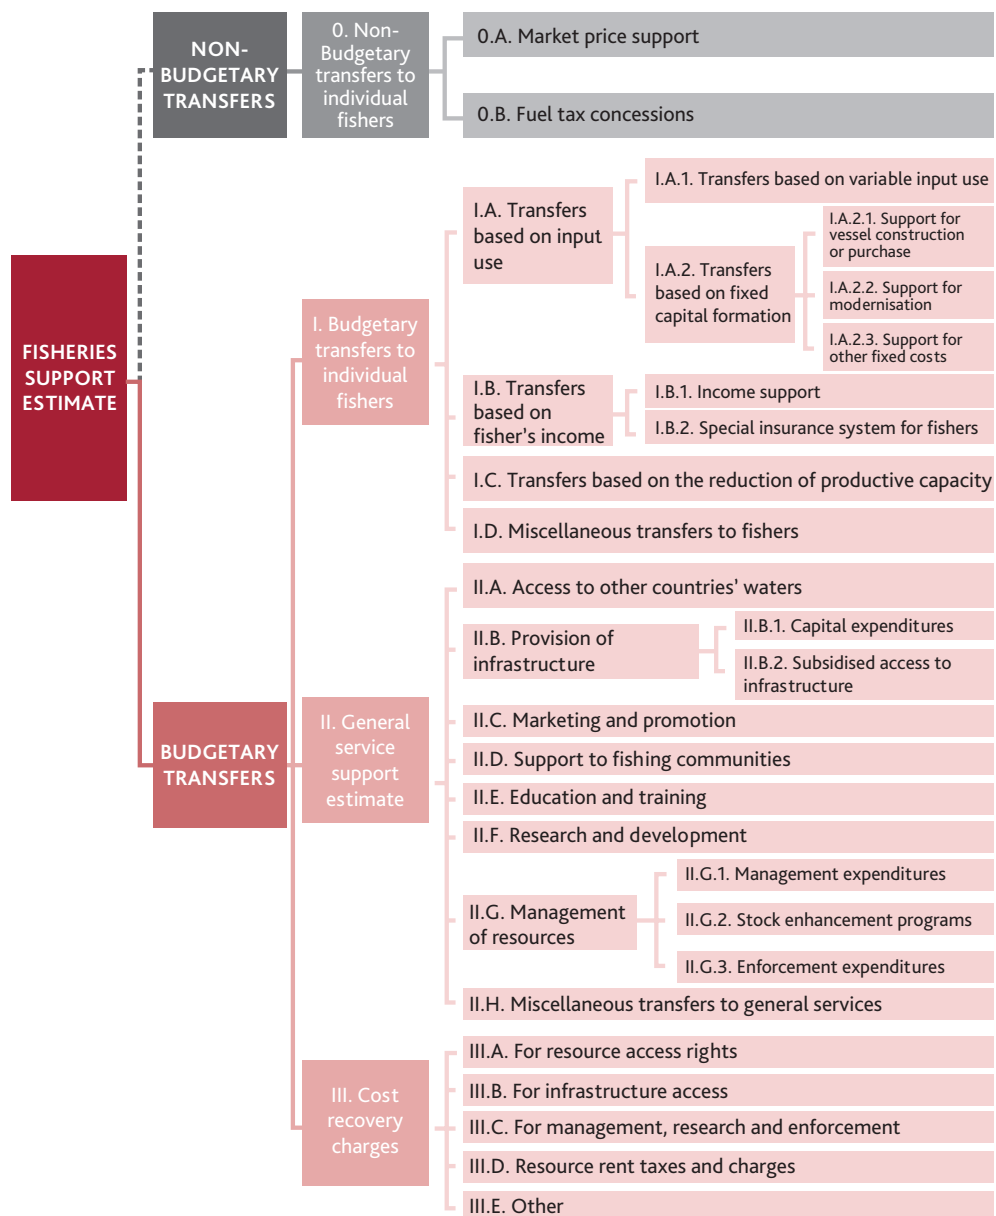 FISHERIES
SUPPORT
ESTIMATE
NON-
BUDGETARY
TRANSFERS
0. Non-
Budgetary
transfers to
individual
fishers
0.A. Market price support
0.B. Fuel tax concessions
BUDGETARY
TRANSFERS
I. Budgetary
transfers to
individual
fishers
I.A. Transfers
based on input
use
I.A.1. Transfers based on variable input use
I.A.2. Transfers
based on fixed
capital formation
I.A.2.1. Support for
vessel construction
or purchase
I.A.2.2. Support for
modernisation
I.A.2.3. Support for
other fixed costs
I.B. Transfers
based on
fisher's income
I.B.1. Income support
I.B.2. Special insurance system for fishers
I.C. Transfers based on the reduction of productive capacity
I.D. Miscellaneous transfers to fishers
II. General
service
support
estimate
II.A. Access to other countries' waters
II.B. Provision of
infrastructure
II.B.1. Capital expenditures
II.B.2. Subsidised access to
infrastructure
II.C. Marketing and promotion
II.D. Support to fishing communities
II.E. Education and training
II.F. Research and development
II.G. Management
of resources
II.G.1. Management expenditures
II.G.2. Stock enhancement programs
II.G.3. Enforcement expenditures
II.H. Miscellaneous transfers to general services
III. Cost
recovery
charges
III.A. For resource access rights
III.B. For infrastructure access
III.C. For management, research and enforcement
III.D. Resource rent taxes and charges
III.E. Other